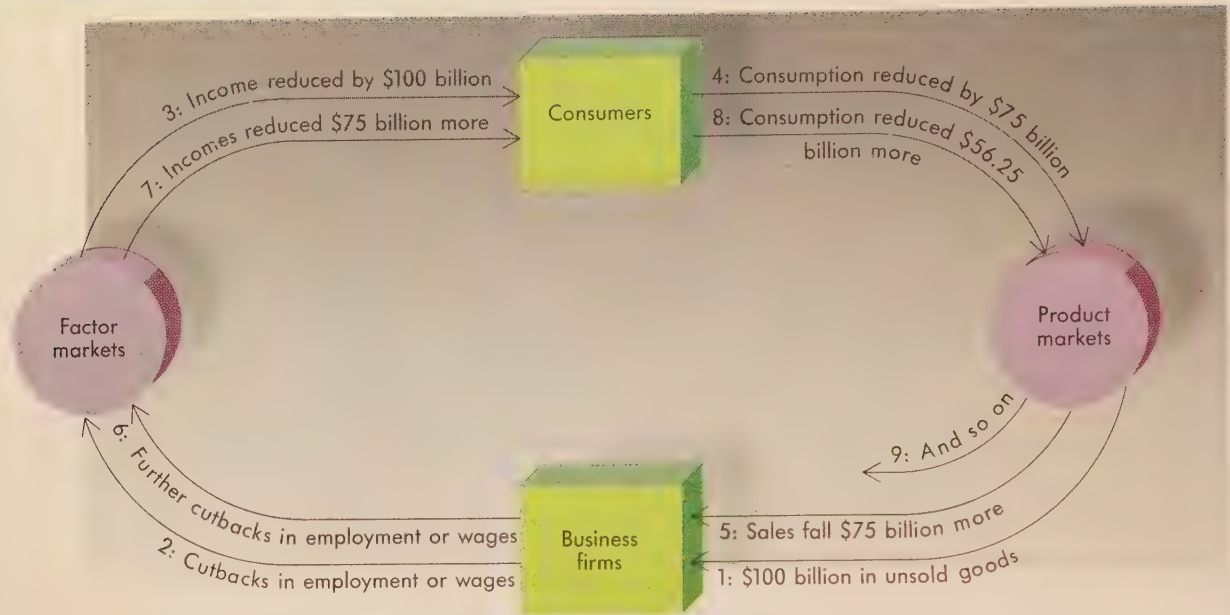 3: Income reduced by $100 billion
7: Incomes reduced $75 billion more
Consumers
4: Consumption reduced by $75 billion
8: Consumption reduced $56.25
billion more
Factor
markets
Product
markets
9: And so on
6: Further cutbacks in employment or wages
2: Cutbacks in employment or wages
Business
firms
5: Sales fall $75 billion more
1: $100 billion in unsold goods